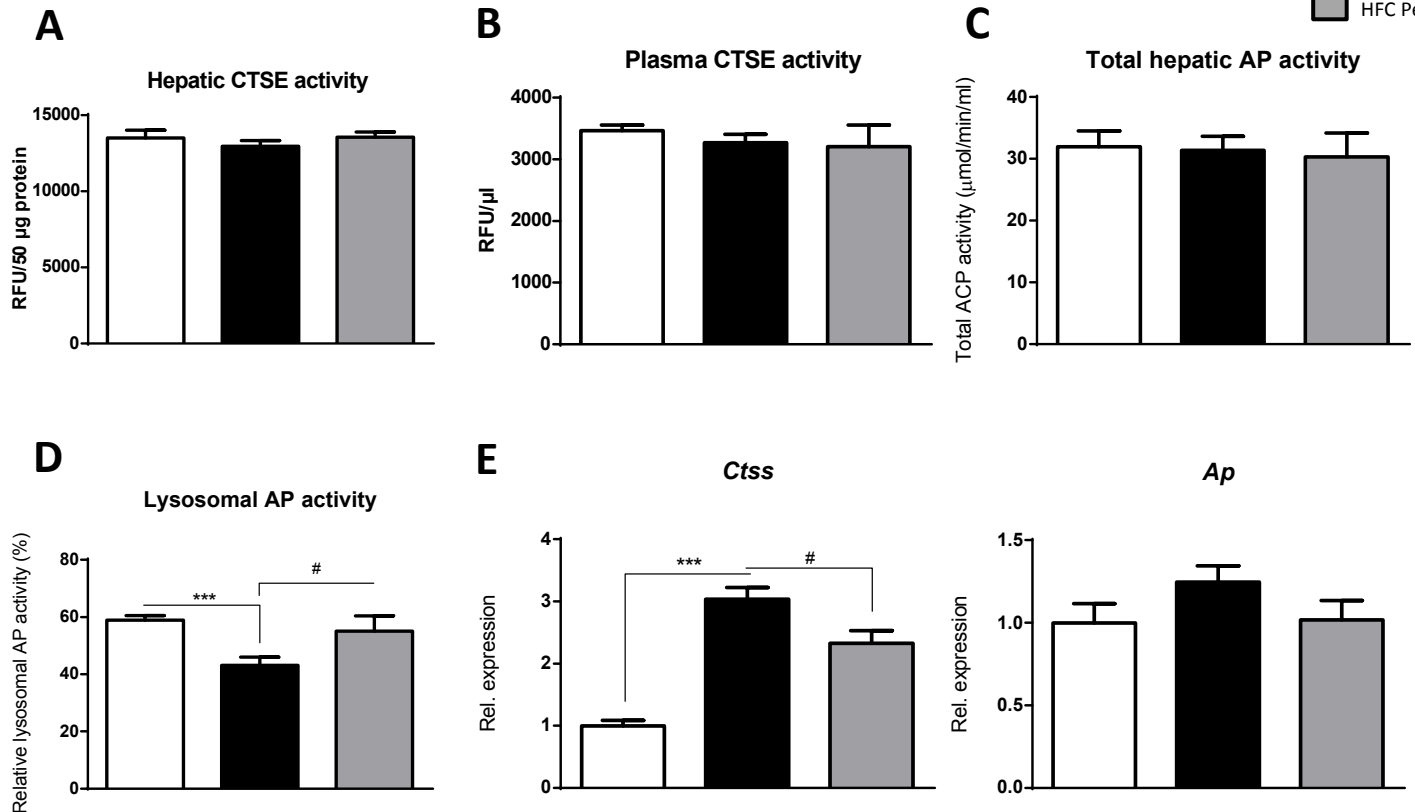 HFC Pe
A
Hepatic CTSE activity
RFU/50 µg protein
15000
10000
5000
0
B
Plasma CTSE activity
RFU/µl
4000
3000
2000
1000
0
C
Total hepatic AP activity
Total ACP activity (µmol/min/ml)
40
30
20
10
0
D
Lysosomal AP activity
Relative lysosomal AP activity (%)
80
60
40
20
0
***
#
E
Ctss
Rel. expression
4
3
2
1
0
***
#
Ap
Rel. expression
1.5
1.0
0.5
0.0